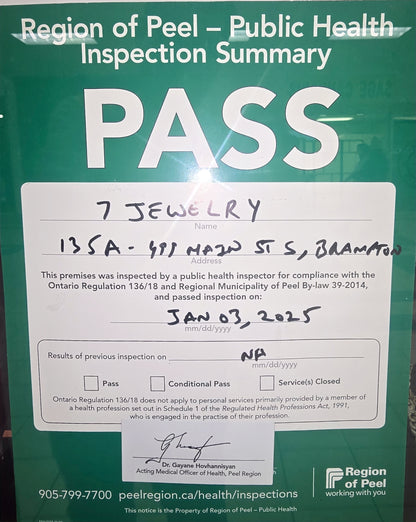 Region of Peel – Public Health
Inspection Summary
PASS
7 JEWELRY
Name
135A - 499 MAIN ST S, BRAMPTON
Address
This premises was inspected by a public health inspector for compliance with the
Ontario Regulation 136/18 and Regional Municipality of Peel By-law 39-2014,
and passed inspection on:
JAN 03, 2025
mm/dd/yyyy
Results of previous inspection on NA
mm/dd/yyyy
Pass Conditional Pass Service(s) Closed
Ontario Regulation 136/18 does not apply to personal services primarily provided by a member of
a health profession set out in Schedule 1 of the Regulated Health Professions Act, 1991,
who is engaged in the practise of their profession.
Dr. Gayane Hovhannisyan
Acting Medical Officer of Health, Peel Region
905-799-7700 peelregion.ca/health/inspections
Region
of Peel
working with you
This notice is the Property of Region of Peel – Public Health